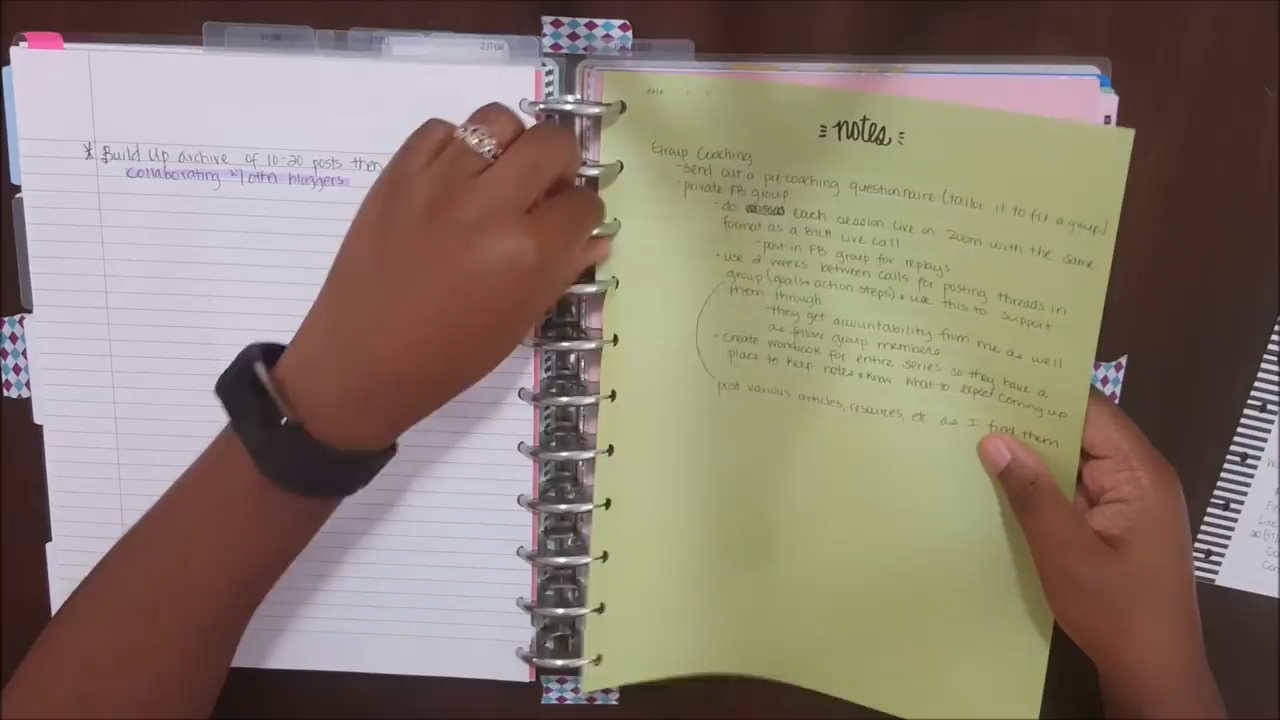 NOTES
* Build Up archive of 10-20 posts then
collaborating w/ other bloggers
date
notes
Group Coaching
- Send out a pre-coaching questionnaire (tailor it to fit a group)
- private FB group
- do each session live on Zoom with the same
format as a Live call
- post in FB group for replays
- use 2 weeks between calls for posting threads in
group (goals + action steps) + use this to support
them through
- they get accountability from me as well
as fellow group members
- create workbook for entire series so they have a
place to keep notes + know what to expect coming up
post various articles, resources, etc as I find them